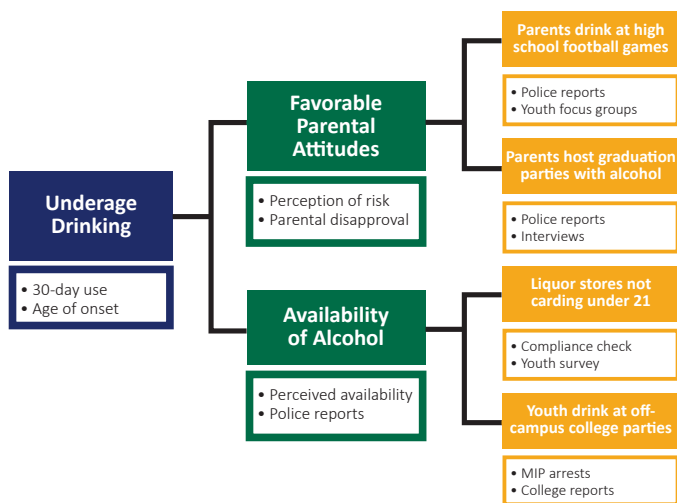 Underage
Drinking
• 30-day use
• Age of onset
Favorable
Parental
Attitudes
• Perception of risk
• Parental disapproval
Availability
of Alcohol
• Perceived availability
• Police reports
Parents drink at high
school football games
• Police reports
• Youth focus groups
Parents host graduation
parties with alcohol
• Police reports
• Interviews
Liquor stores not
carding under 21
• Compliance check
• Youth survey
Youth drink at off-
campus college parties
• MIP arrests
• College reports